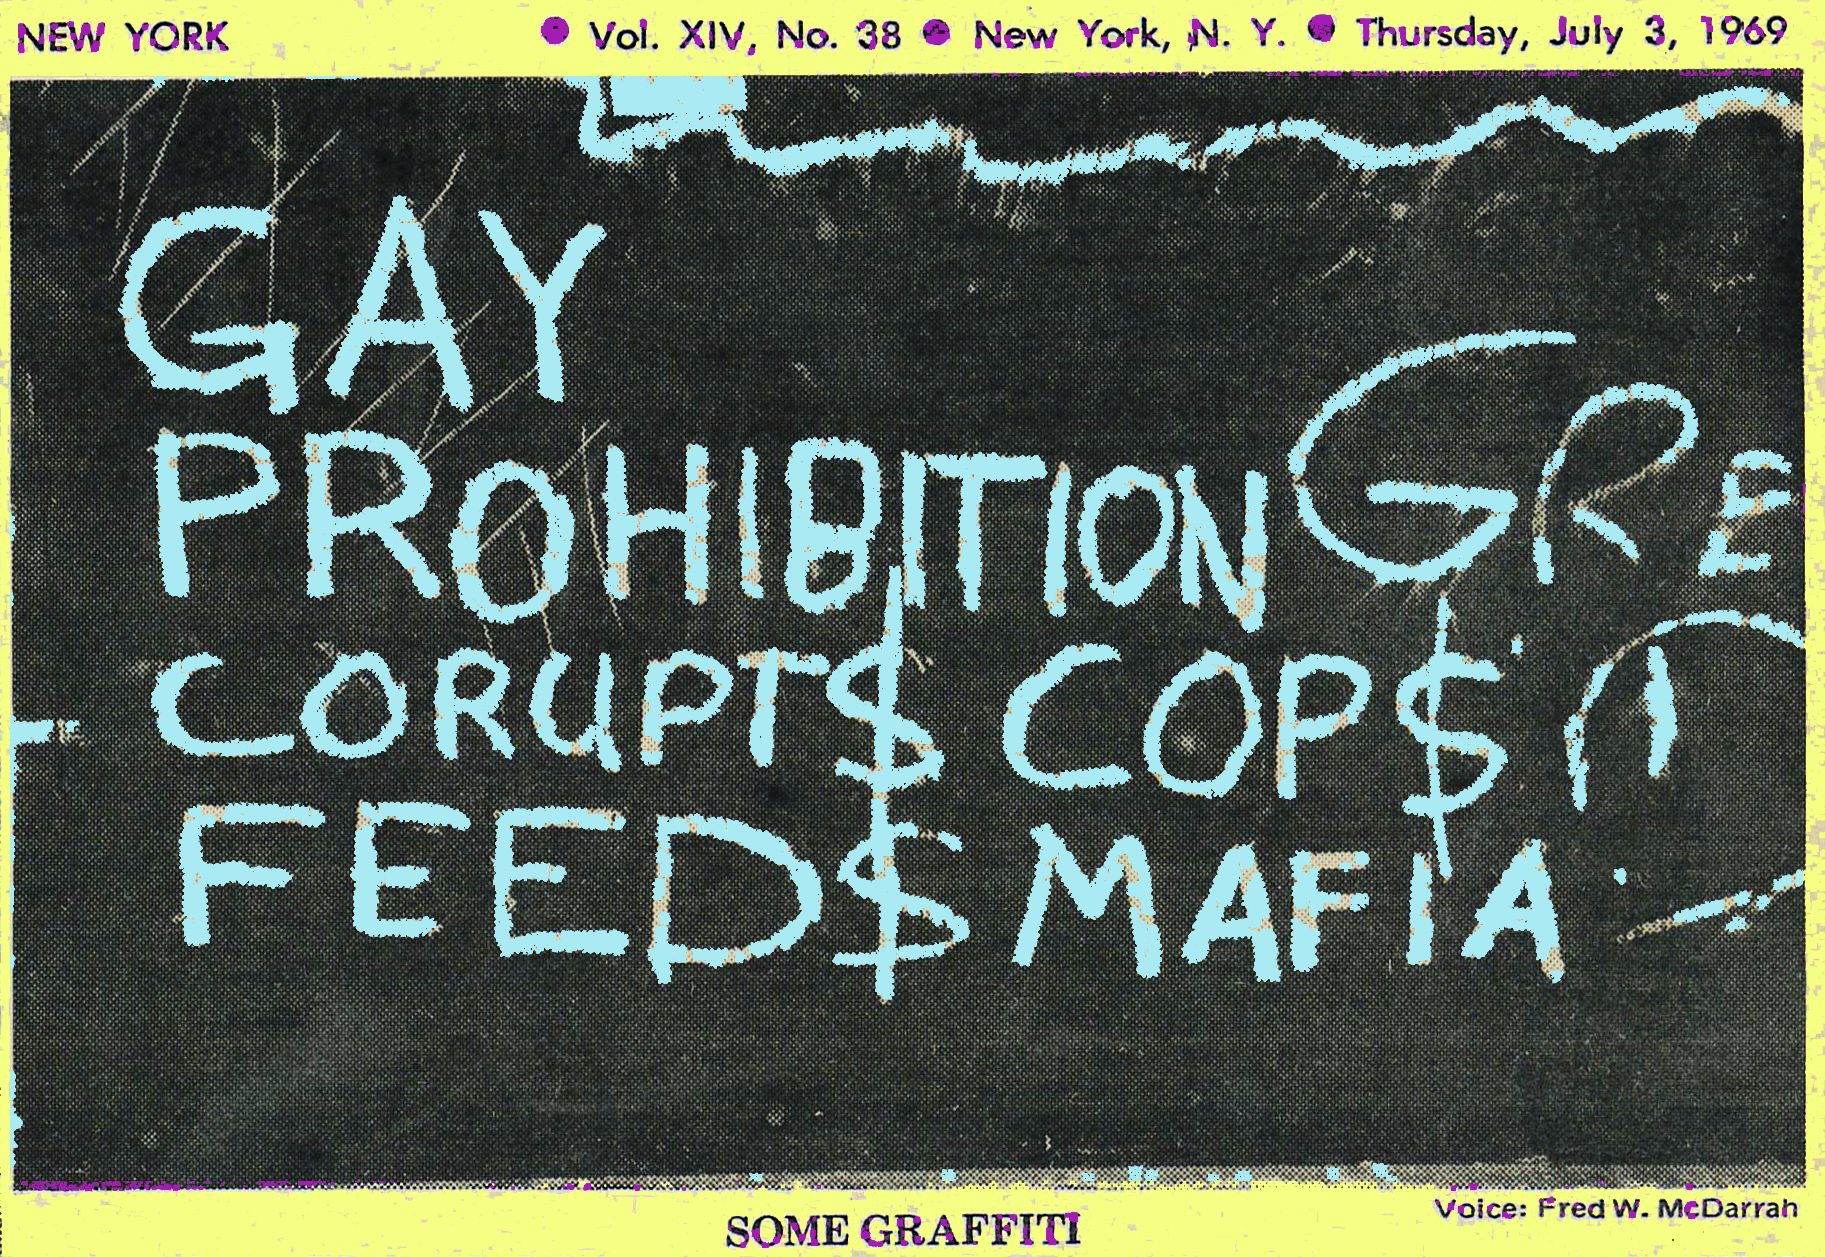 NEW YORK ● Vol. XIV, No. 38 ● New York, N. Y. ● Thursday, July 3, 1969
GAY
PROHIBITION GRE
CORUPT$ COP$
FEED$ MAFIA
Voice: Fred W. McDarrah
SOME GRAFFITI